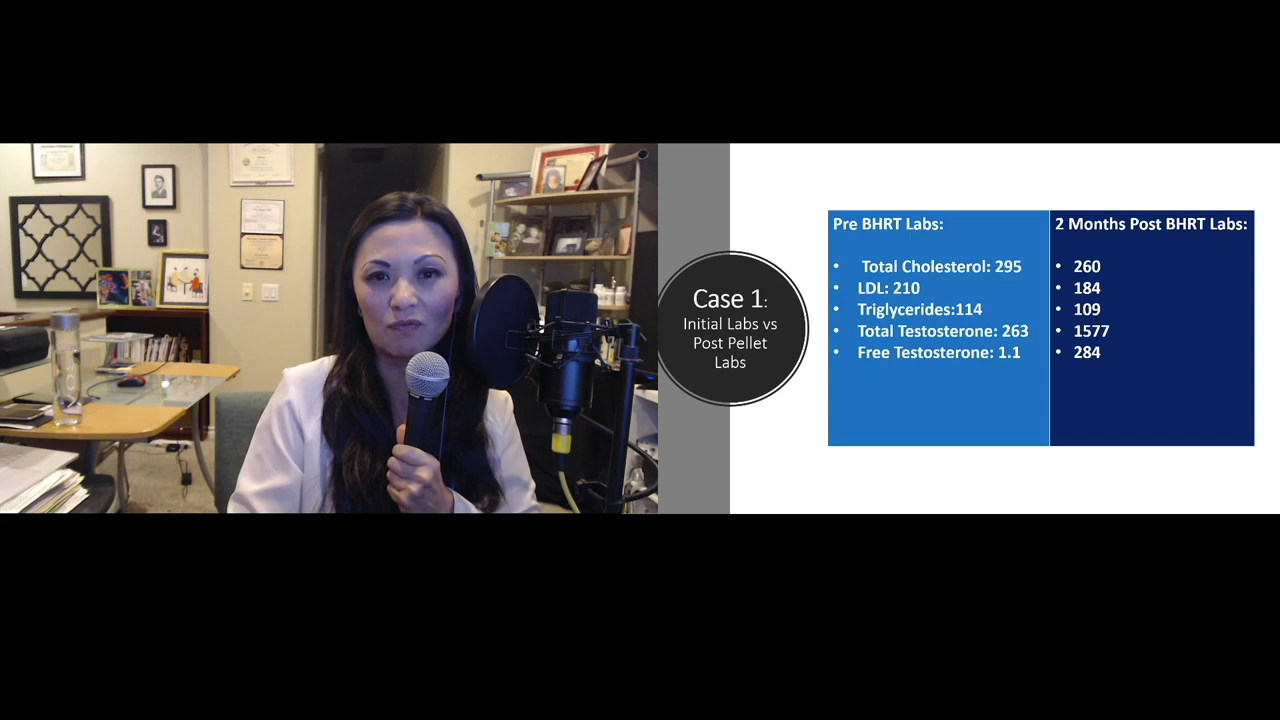 Case 1:
Initial Labs vs
Post Pellet
Labs
Pre BHRT Labs:
• Total Cholesterol: 295
• LDL: 210
• Triglycerides:114
• Total Testosterone: 263
• Free Testosterone: 1.1
2 Months Post BHRT Labs:
• 260
• 184
• 109
• 1577
• 284